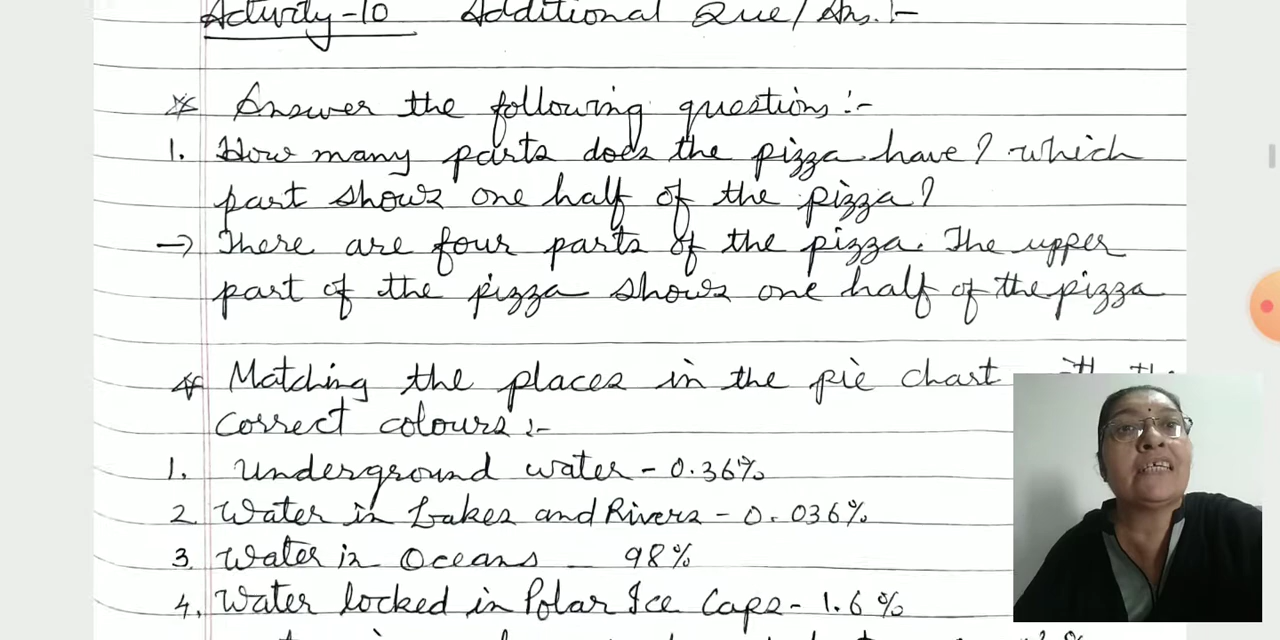 Activity-10 Additional Que/Ans. :-
* Answer the following questions :-
1. How many parts does the pizza have? which
part shows one half of the pizza?
→ There are four parts of the pizza. The upper
part of the pizza shows one half of the pizza
* Matching the places in the pie chart
correct colours :-
1. Underground water - 0.36%
2. Water in Lakes and Rivers - 0.036%
3. Water in Oceans - 98%
4. Water locked in Polar Ice Caps - 1.6%